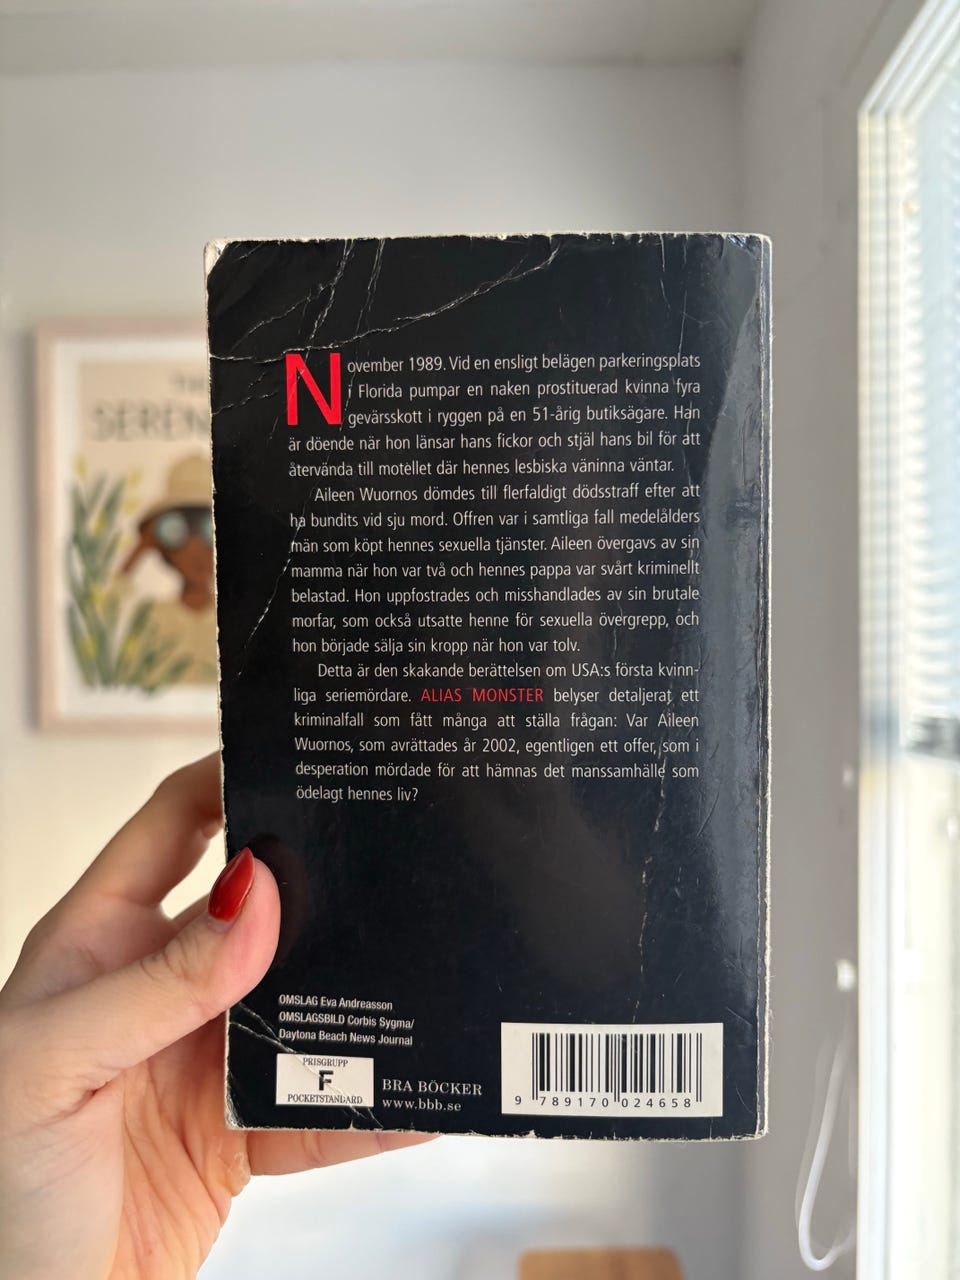 November 1989. Vid en ensligt belägen parkeringsplats
i Florida pumpar en naken prostituerad kvinna fyra
gevärsskott i ryggen på en 51-årig butiksägare. Han
är döende när hon länsar hans fickor och stjäl hans bil för att
återvända till motellet där hennes lesbiska väninna väntar.
Aileen Wuornos dömdes till flerfaldigt dödsstraff efter att
ha bundits vid sju mord. Offren var i samtliga fall medelålders
män som köpt hennes sexuella tjänster. Aileen övergavs av sin
mamma när hon var två och hennes pappa var svårt kriminellt
belastad. Hon uppfostrades och misshandlades av sin brutale
morfar, som också utsatte henne för sexuella övergrepp, och
hon började sälja sin kropp när hon var tolv.
Detta är den skakande berättelsen om USA:s första kvinn-
liga seriemördare. ALIAS MONSTER belyser detaljerat ett
kriminalfall som fått många att ställa frågan: Var Aileen
Wuornos, som avrättades år 2002, egentligen ett offer, som i
desperation mördade för att hämnas det manssamhälle som
ödelagt hennes liv?
OMSLAG Eva Andreasson
OMSLAGSBILD Corbis Sygma/
Daytona Beach News Journal
PRISGRUPP
F
POCKETSTANDARD
BRA BÖCKER
www.bbb.se
9 789170 024658